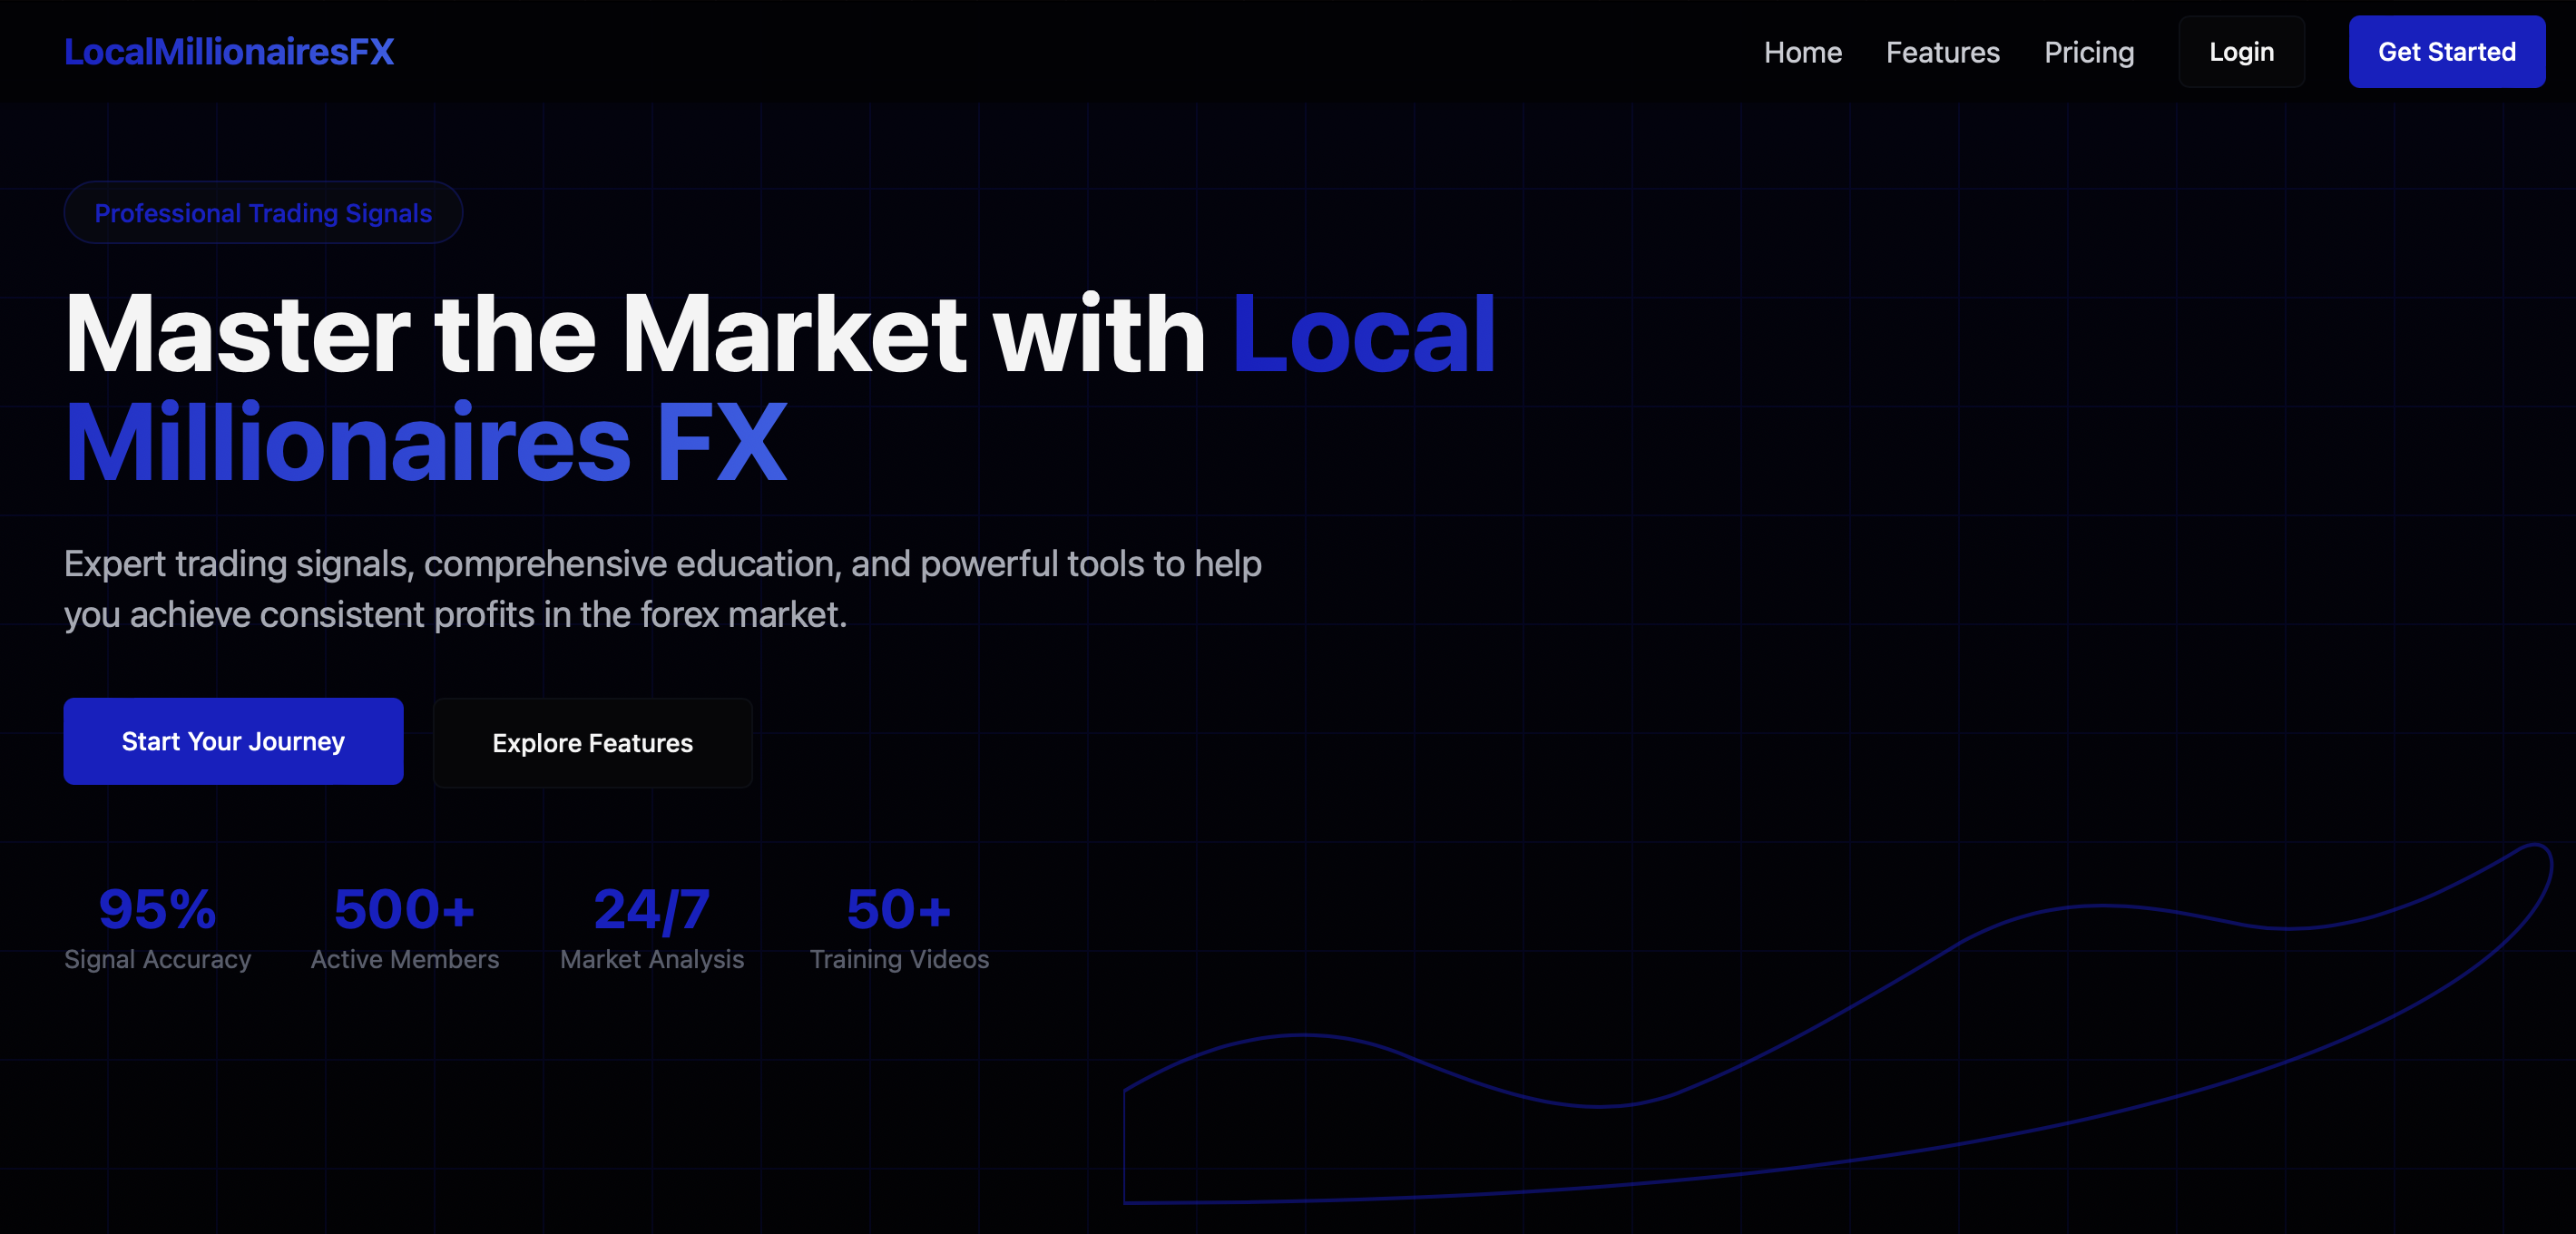 LocalMillionairesFX
Home
Features
Pricing
Login
Get Started
Professional Trading Signals
Master the Market with Local
Millionaires FX
Expert trading signals, comprehensive education, and powerful tools to help
you achieve consistent profits in the forex market.
Start Your Journey
Explore Features
95%
Signal Accuracy
500+
Active Members
24/7
Market Analysis
50+
Training Videos